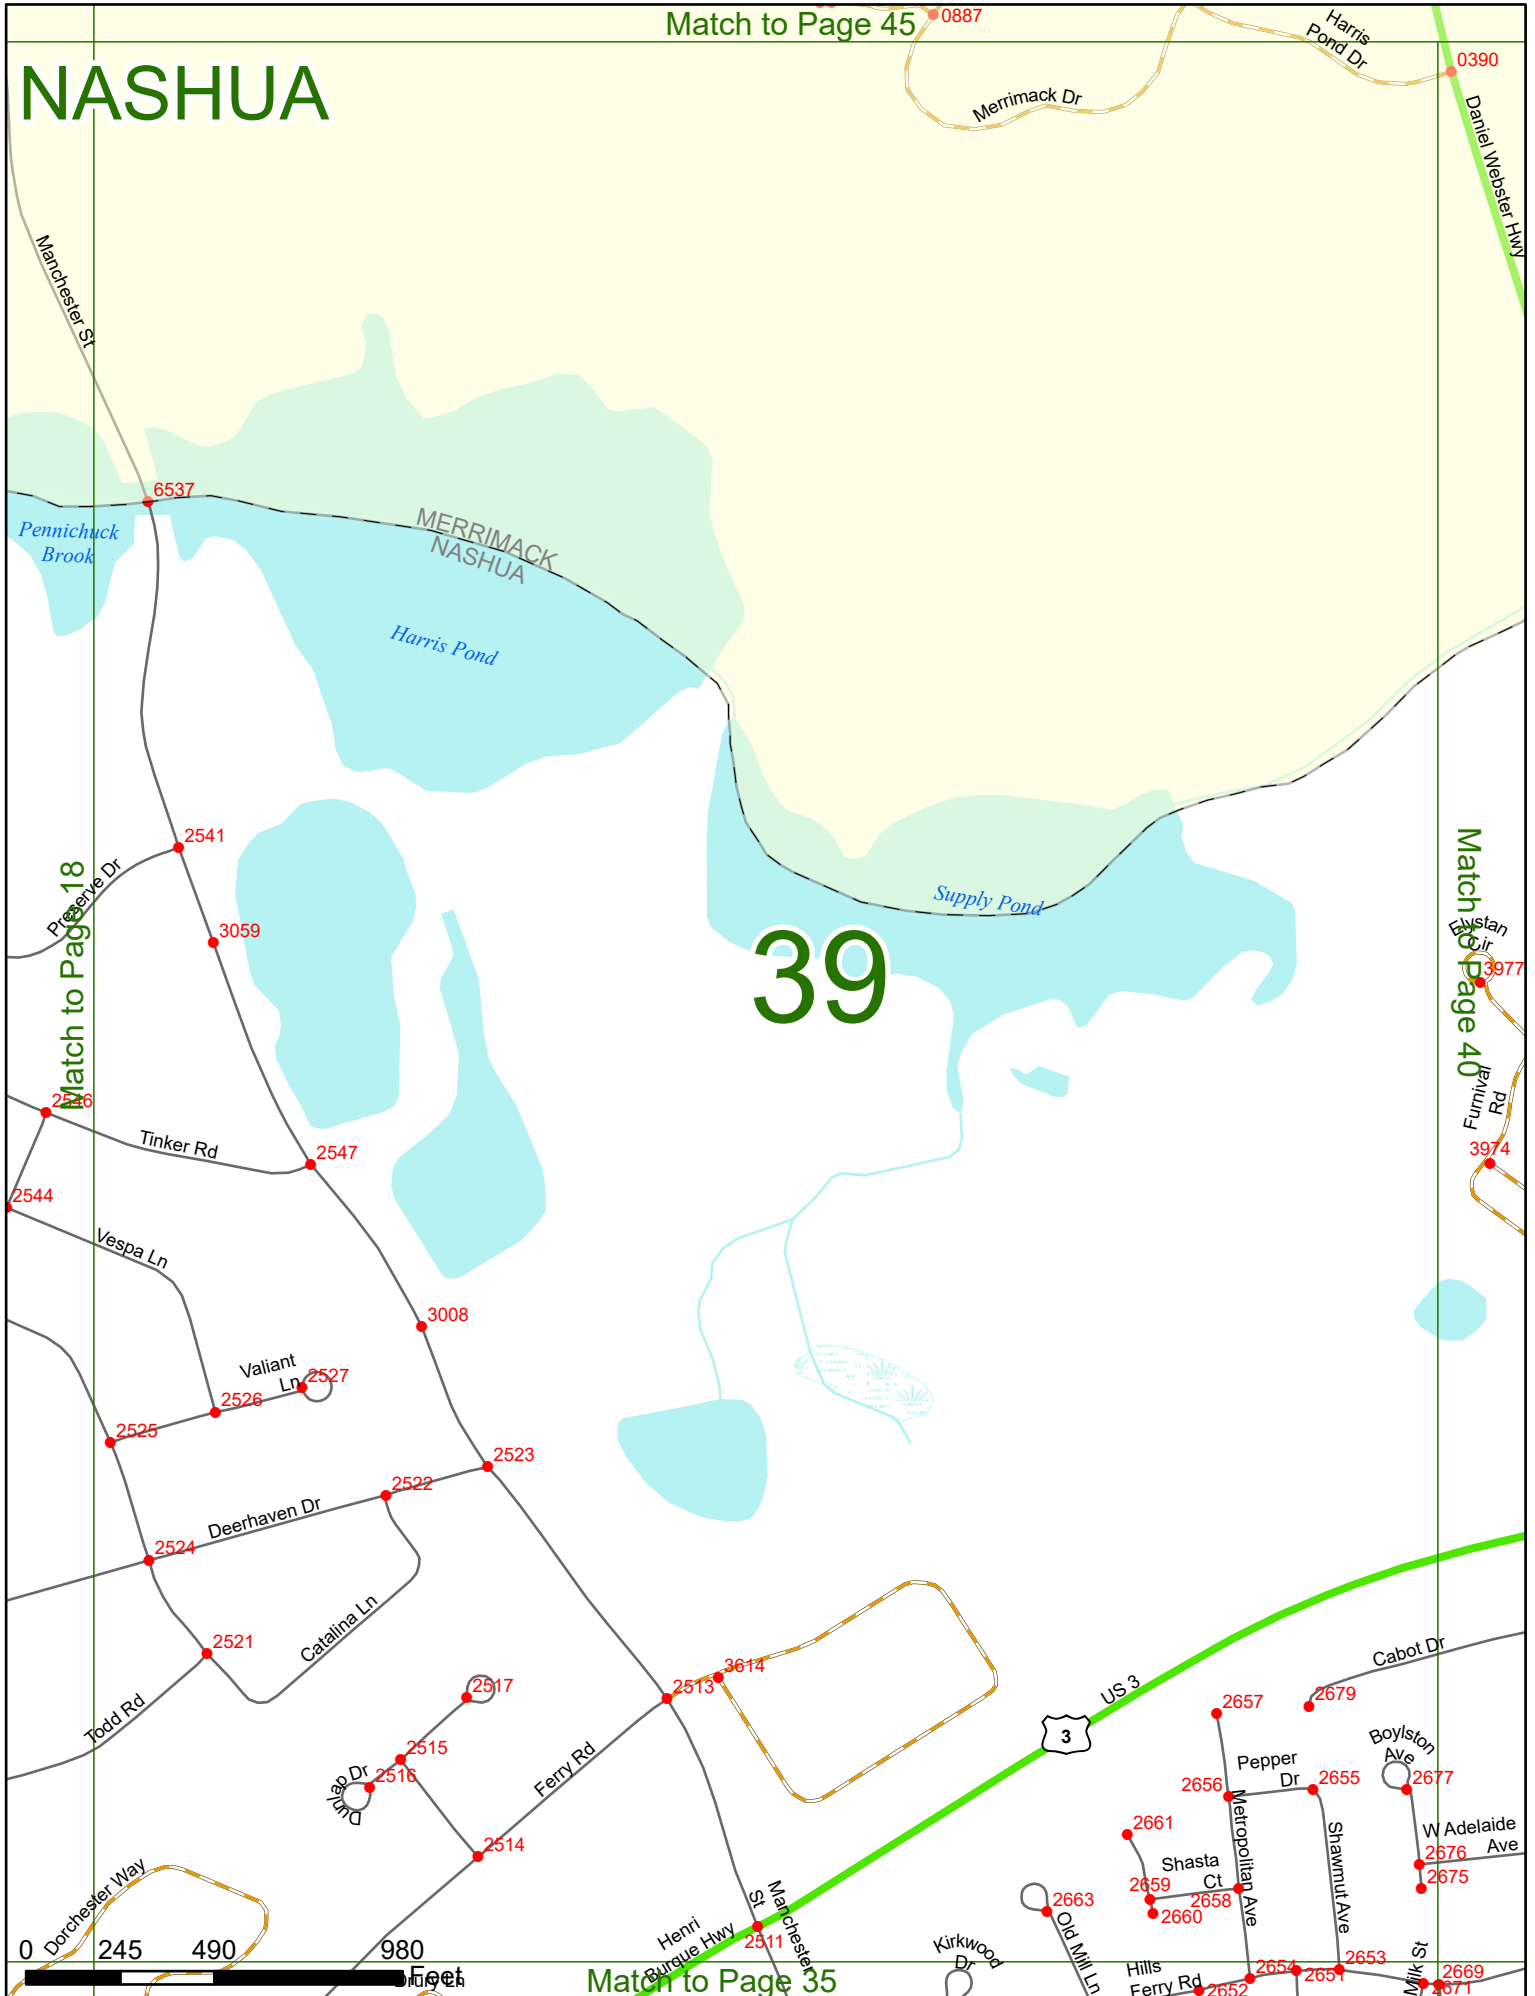 Match to Page 45
0887
Harris
Pond Dr
0390
NASHUA
Merrimack Dr
Daniel Webster Hwy
Manchester St
6537
Pennichuck
Brook
MERRIMACK
NASHUA
Harris Pond
2541
Preserve Dr
Match to Page 18
Supply Pond
Match to Page 40
Elystan
Cir
3059
39
3977
2546
Furnival
Rd
Tinker Rd
2547
3974
2544
Vespa Ln
3008
Valiant
Ln
2527
2526
2525
2523
2522
Deerhaven Dr
2524
Catalina Ln
2521
Cabot Dr
3614
2517
2513
US 3
3
2657
2679
Todd Rd
Boylston
Ave
2515
Ferry Rd
Pepper
Dr
Dunlap Dr
2516
2656
2655
2677
Metropolitan Ave
2661
Shawmut Ave
W Adelaide
Ave
2514
2676
Shasta
Ct
Dorchester Way
2675
2659
2658
2663
2660
Manchester
St
2511
Henri
Burque Hwy
Old Mill Ln
Kirkwood
Dr
0 245 490 980
Feet
Drury Ln
Match to Page 35
Hills
Ferry Rd
2654
2653
2651
2652
Milk St
2669
2671